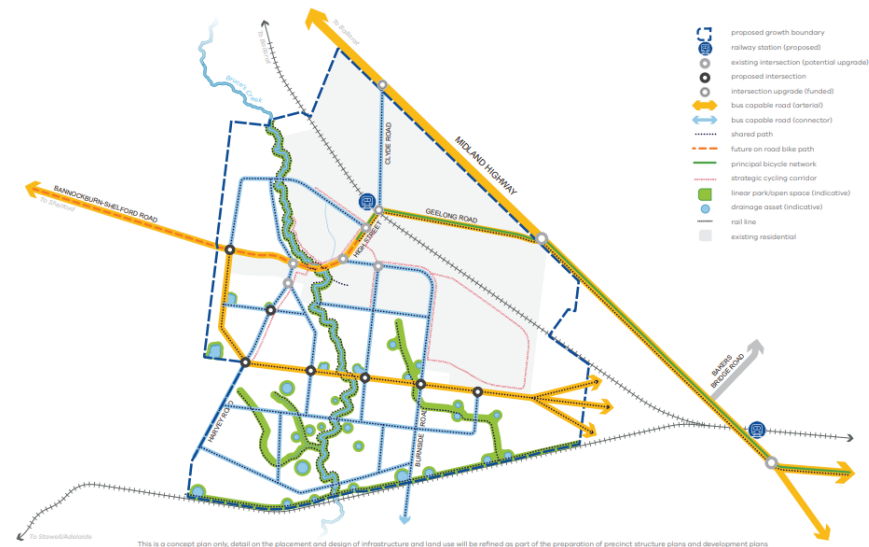 To Ballarat
To Ballarat
Bruce's Creek
CLYDE ROAD
MIDLAND HIGHWAY
BANNOCKBURN-SHELFORD ROAD
To Shelford
GEELONG ROAD
HIGH STREET
HARVEY ROAD
BURNSIDE ROAD
BAKERS
BRIDGE ROAD
To Stawell/Adelaide
proposed growth boundary
railway station (proposed)
existing intersection (potential upgrade)
proposed intersection
intersection upgrade (funded)
bus capable road (arterial)
bus capable road (connector)
shared path
future on road bike path
principal bicycle network
strategic cycling corridor
linear park/open space (indicative)
drainage asset (indicative)
rail line
existing residential
This is a concept plan only, detail on the placement and design of infrastructure and land use will be refined as part of the preparation of precinct structure plans and development plans